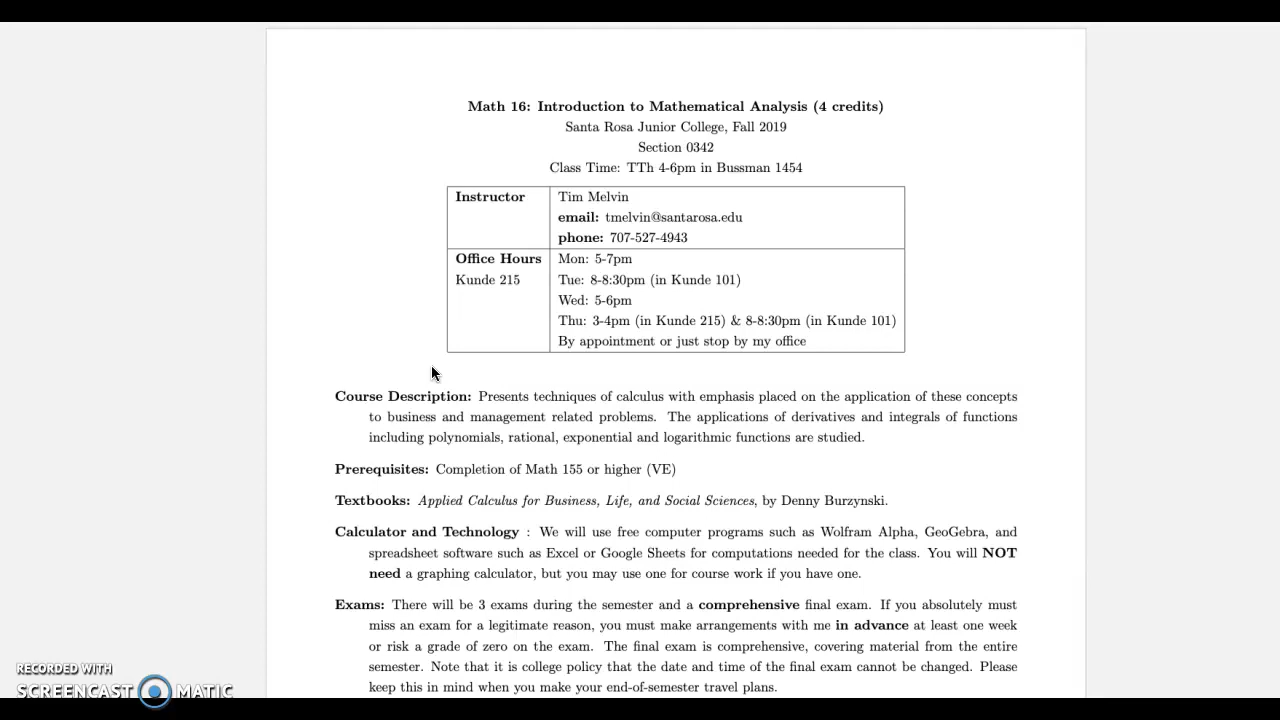 Math 16: Introduction to Mathematical Analysis (4 credits)
Santa Rosa Junior College, Fall 2019
Section 0342
Class Time: TTh 4-6pm in Bussman 1454
Instructor
Tim Melvin
email: tmelvin@santarosa.edu
phone: 707-527-4943
Office Hours
Kunde 215
Mon: 5-7pm
Tue: 8-8:30pm (in Kunde 101)
Wed: 5-6pm
Thu: 3-4pm (in Kunde 215) & 8-8:30pm (in Kunde 101)
By appointment or just stop by my office
Course Description: Presents techniques of calculus with emphasis placed on the application of these concepts
to business and management related problems. The applications of derivatives and integrals of functions
including polynomials, rational, exponential and logarithmic functions are studied.
Prerequisites: Completion of Math 155 or higher (VE)
Textbooks: Applied Calculus for Business, Life, and Social Sciences, by Denny Burzynski.
Calculator and Technology : We will use free computer programs such as Wolfram Alpha, GeoGebra, and
spreadsheet software such as Excel or Google Sheets for computations needed for the class. You will NOT
need a graphing calculator, but you may use one for course work if you have one.
Exams: There will be 3 exams during the semester and a comprehensive final exam. If you absolutely must
miss an exam for a legitimate reason, you must make arrangements with me in advance at least one week
or risk a grade of zero on the exam. The final exam is comprehensive, covering material from the entire
semester. Note that it is college policy that the date and time of the final exam cannot be changed. Please
keep this in mind when you make your end-of-semester travel plans.
RECORDED WITH
SCREENCAST MATIC